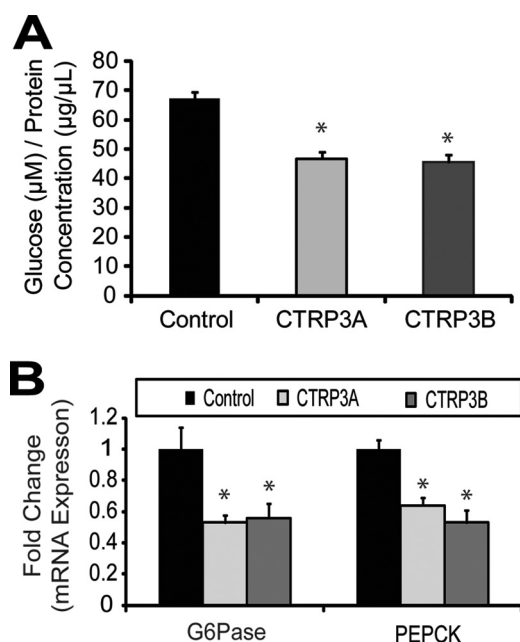 A
Glucose (µM) / Protein
Concentration (µg/µL)
80
70
60
50
40
30
20
10
0
*
*
Control CTRP3A CTRP3B
B
Control CTRP3A CTRP3B
Fold Change
(mRNA Expresson)
1.2
1
0.8
0.6
0.4
0.2
0
*
*
*
*
G6Pase PEPCK